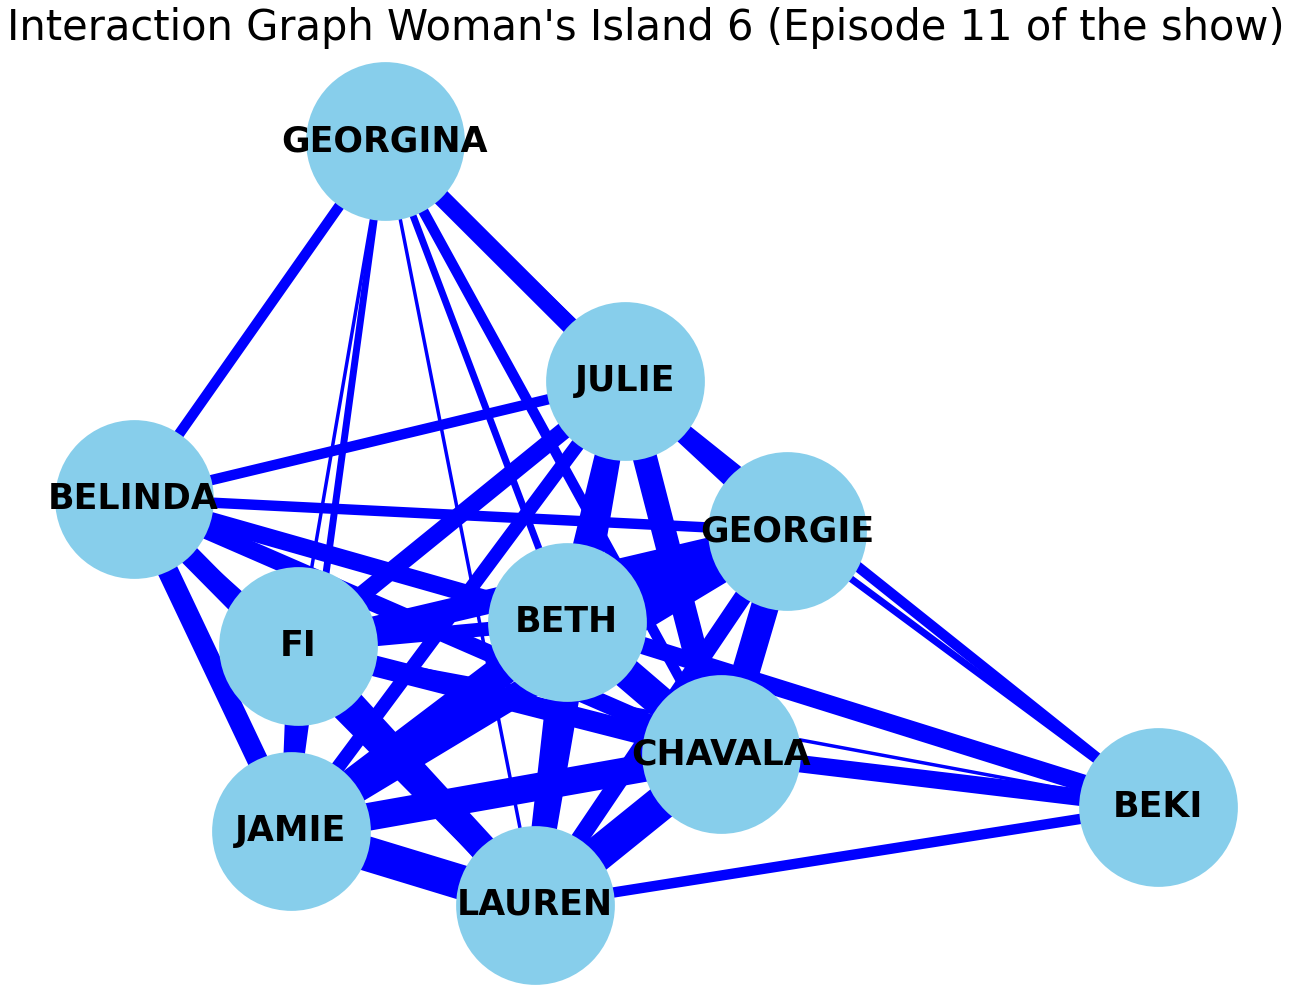 Interaction Graph Woman's Island 6 (Episode 11 of the show)
GEORGINA
JULIE
BELINDA
GEORGIE
BETH
FI
CHAVALA
BEKI
JAMIE
LAUREN